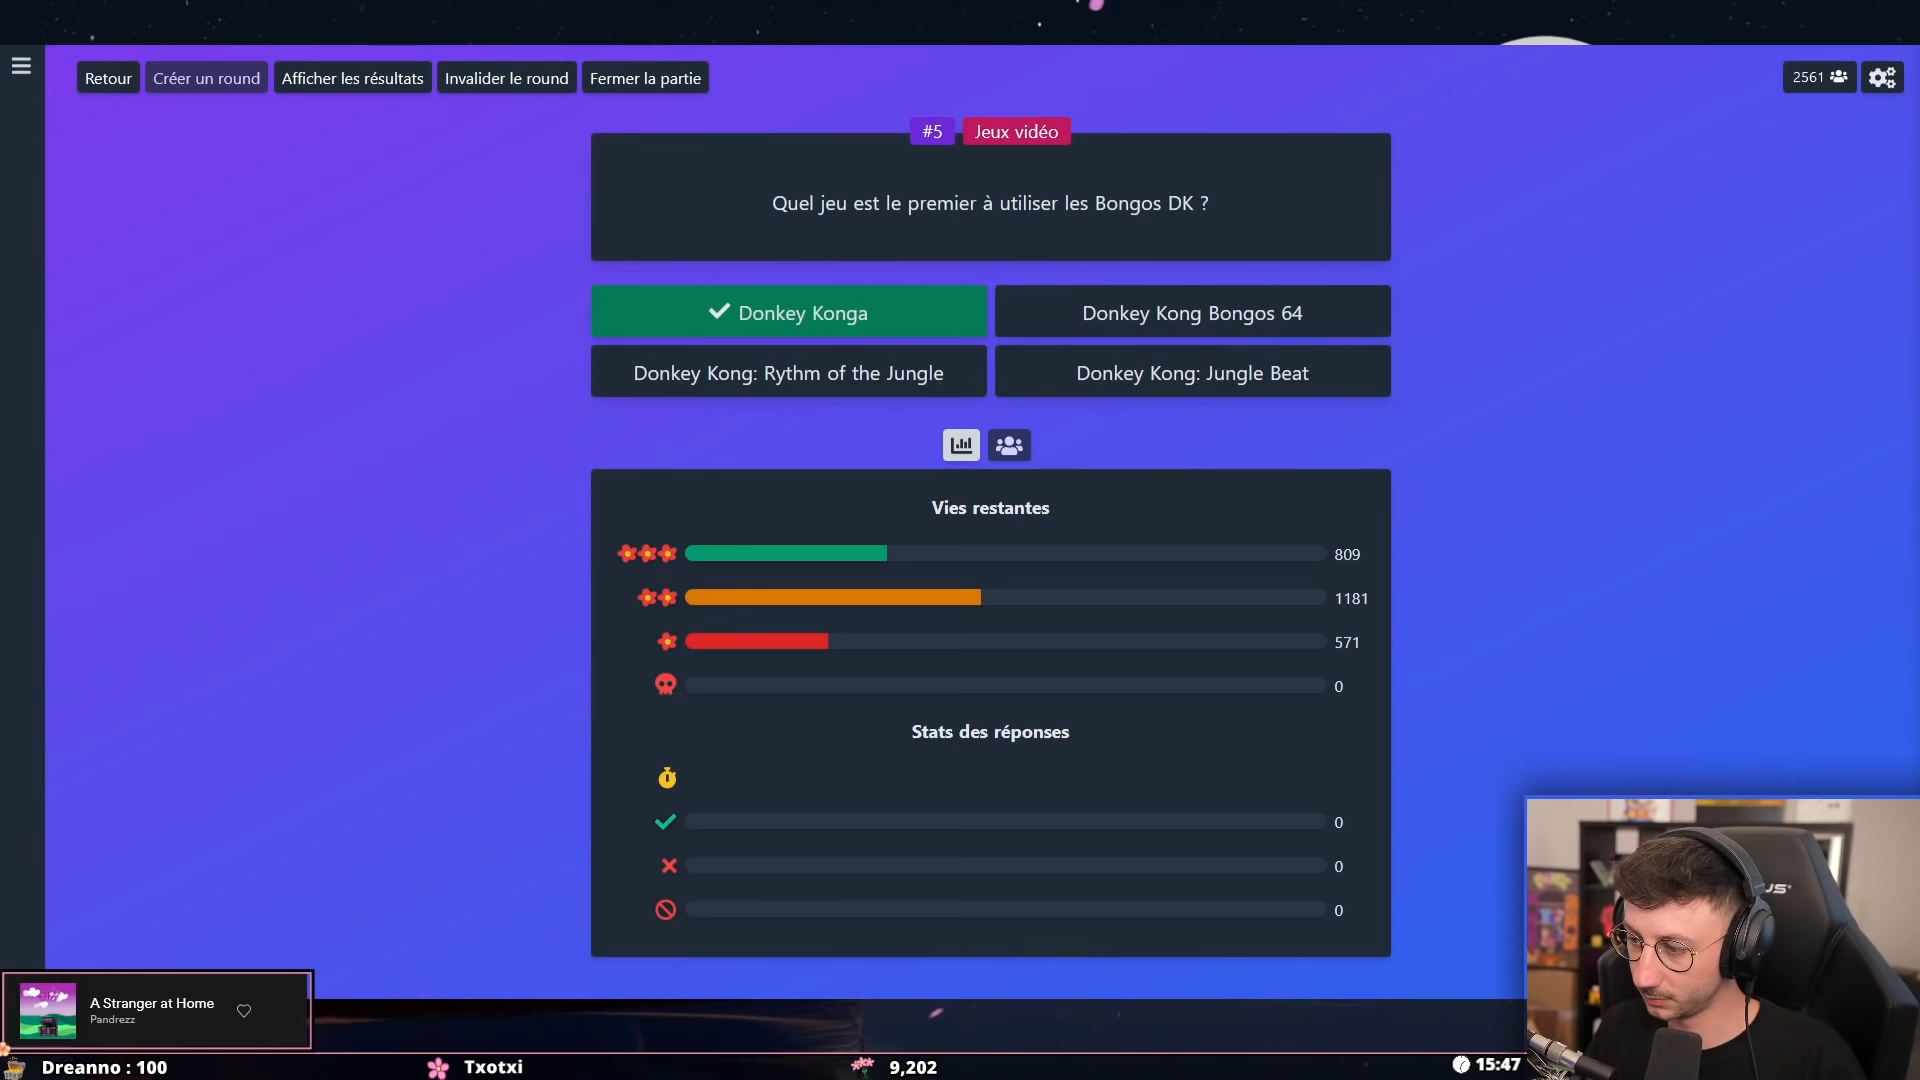 Retour
Créer un round
Afficher les résultats
Invalider le round
Fermer la partie
2561
#5
Jeux vidéo
Quel jeu est le premier à utiliser les Bongos DK ?
Donkey Konga
Donkey Kong Bongos 64
Donkey Kong: Rythm of the Jungle
Donkey Kong: Jungle Beat
Vies restantes
809
1181
571
0
Stats des réponses
0
0
0
A Stranger at Home
Pandrezz
Dreanno : 100
Txotxi
9,202
15:47